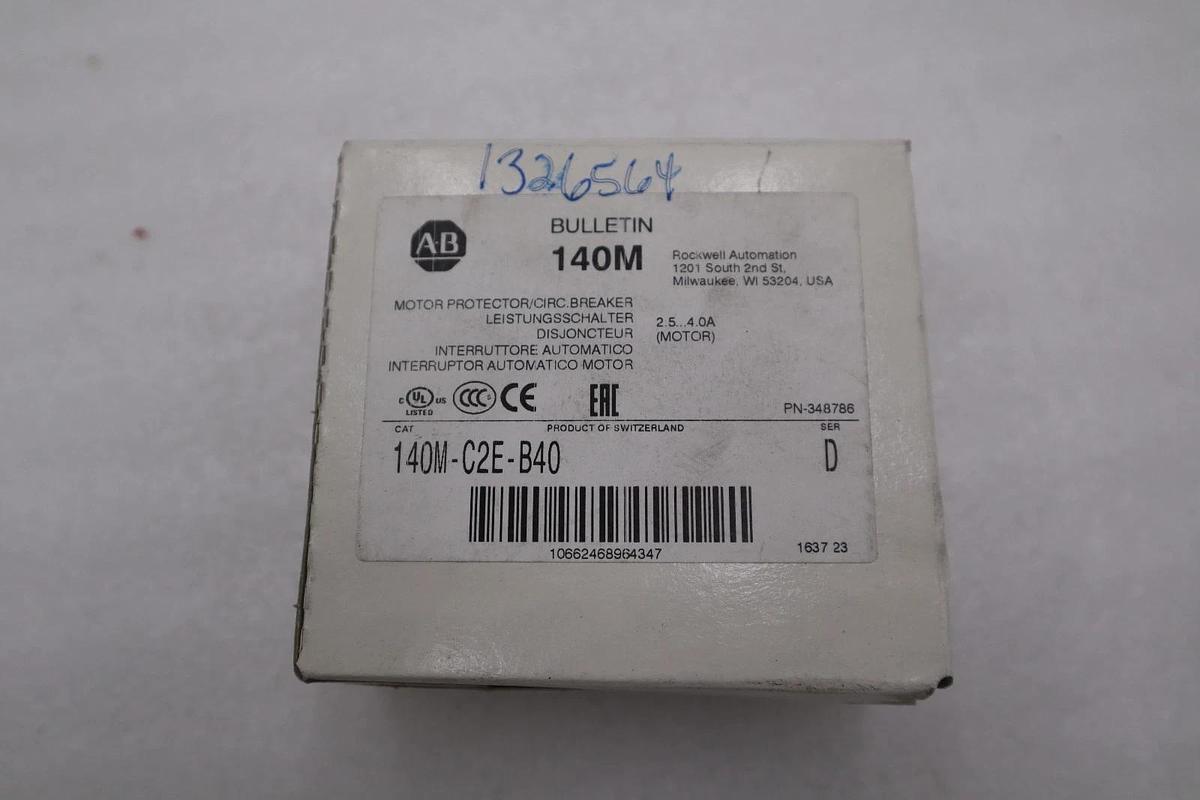 1326564
A-B
BULLETIN
140M
Rockwell Automation
1201 South 2nd St,
Milwaukee, WI 53204, USA
MOTOR PROTECTOR/CIRC.BREAKER
LEISTUNGSSCHALTER
DISJONCTEUR
INTERRUTTORE AUTOMATICO
INTERRUPTOR AUTOMATICO MOTOR
2.5...4.0A
(MOTOR)
C UL US
LISTED
CCC
CE
EAC
PN-348786
CAT
PRODUCT OF SWITZERLAND
SER
140M-C2E-B40
D
10662468964347
1637 23